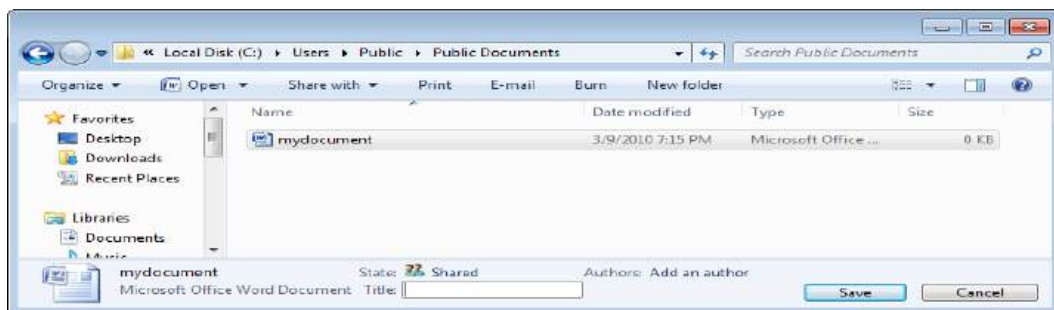 « Local Disk (C:) ▸ Users ▸ Public ▸ Public Documents Search Public Documents
Organize Open Share with Print E-mail Burn New folder
Favorites
Desktop
Downloads
Recent Places
Libraries
Documents
Music
Name Date modified Type Size
mydocument 3/9/2010 7:15 PM Microsoft Office ... 0 KB
mydocument State: Shared Authors: Add an author
Microsoft Office Word Document Title:
Save Cancel